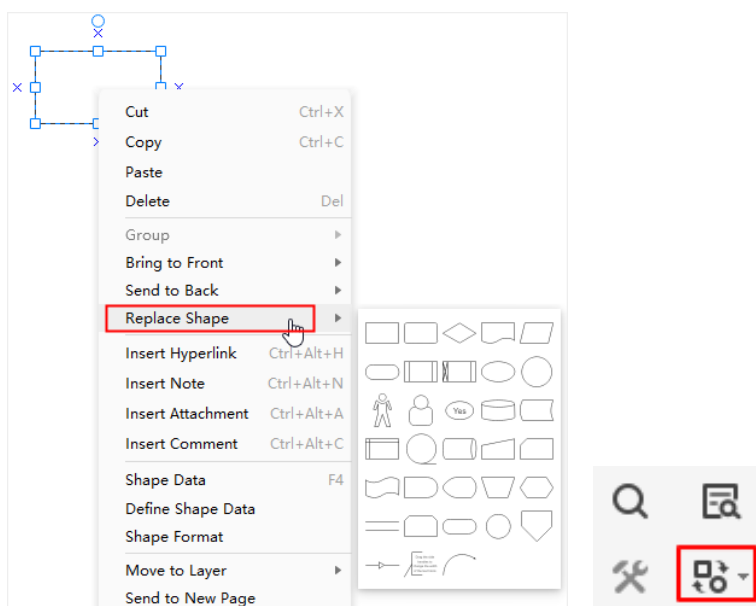 Cut Ctrl+X
Copy Ctrl+C
Paste
Delete Del
Group
Bring to Front
Send to Back
Replace Shape
Insert Hyperlink Ctrl+Alt+H
Insert Note Ctrl+Alt+N
Insert Attachment Ctrl+Alt+A
Insert Comment Ctrl+Alt+C
Shape Data F4
Define Shape Data
Shape Format
Move to Layer
Send to New Page
Yes